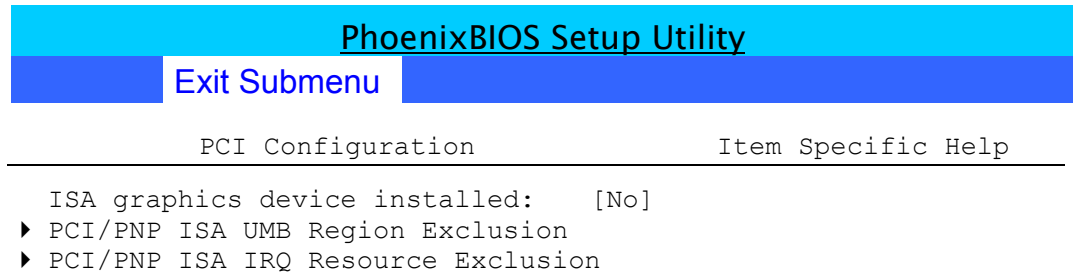 PhoenixBIOS Setup Utility
Exit Submenu
PCI Configuration Item Specific Help
ISA graphics device installed: [No]
PCI/PNP ISA UMB Region Exclusion
PCI/PNP ISA IRQ Resource Exclusion